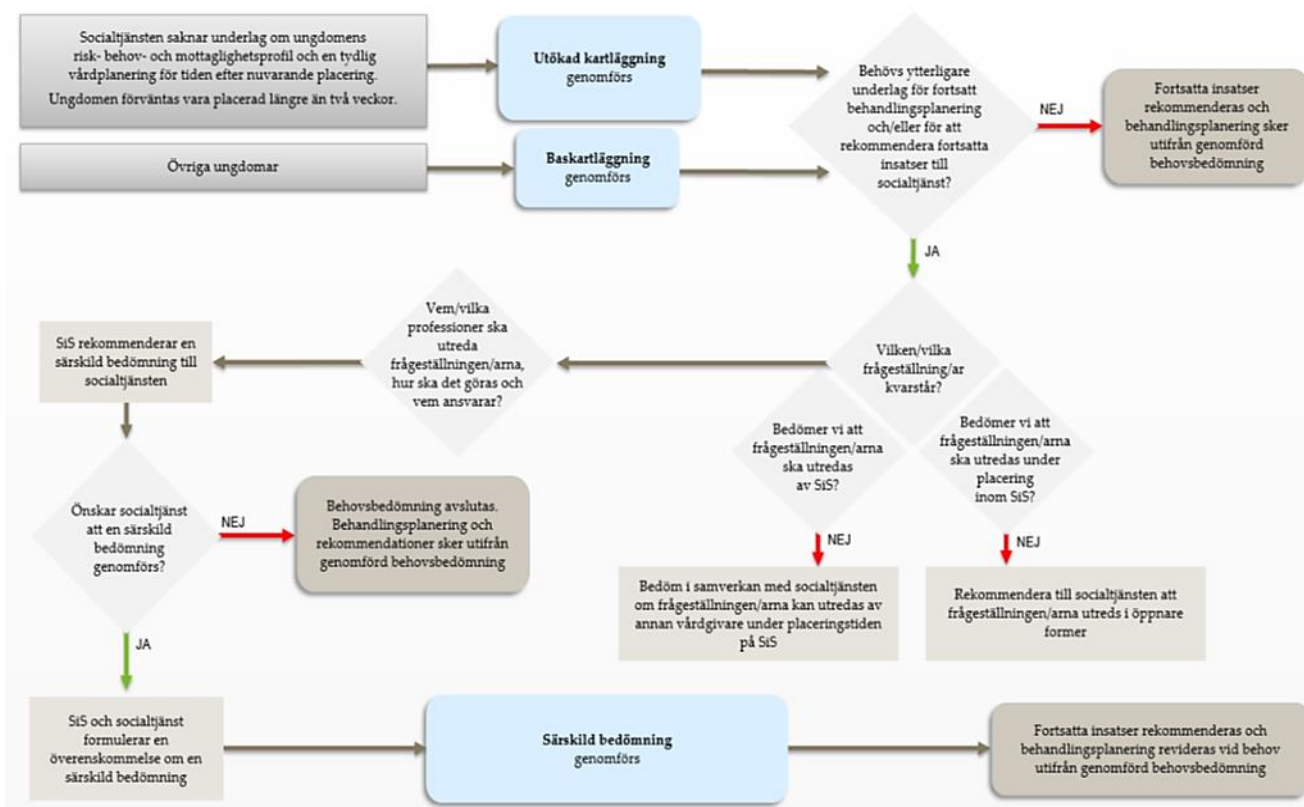 Socialtjänsten saknar underlag om ungdomens
risk- behov- och mottaglighetsprofil och en tydlig
vårdplanering för tiden efter nuvarande placering.
Ungdomen förväntas vara placerad längre än två veckor.
Utökad kartläggning
genomförs
Behövs ytterligare
underlag för fortsatt
behandlingsplanering
och/eller för att
rekommendera fortsatta
insatser till
socialtjänst?
NEJ
Fortsatta insatser
rekommenderas och
behandlingsplanering sker
utifrån genomförd
behovsbedömning
Övriga ungdomar
Baskartläggning
genomförs
JA
SiS rekommenderar en
särskild bedömning till
socialtjänsten
Vem/vilka
professioner ska
utreda
frågeställningen/arna,
hur ska det göras och
vem ansvarar?
Vilken/vilka
frågeställning/ar
kvarstår?
Bedömer vi att
frågeställningen/arna
ska utredas
av SiS?
Bedömer vi att
frågeställningen/arna
ska utredas under
placering
inom SiS?
Önskar socialtjänst
att en särskild
bedömning
genomförs?
NEJ
Behovsbedömning avslutas.
Behandlingsplanering och
rekommendationer sker utifrån
genomförd behovsbedömning
NEJ
NEJ
Bedöm i samverkan med socialtjänsten
om frågeställningen/arna kan utredas av
annan vårdgivare under placeringstiden
på SiS
Rekommendera till socialtjänsten att
frågeställningen/arna utreds i öppnare
former
JA
SiS och socialtjänst
formulerar en
överenskommelse om en
särskild bedömning
Särskild bedömning
genomförs
Fortsatta insatser rekommenderas och
behandlingsplanering revideras vid behov
utifrån genomförd behovsbedömning